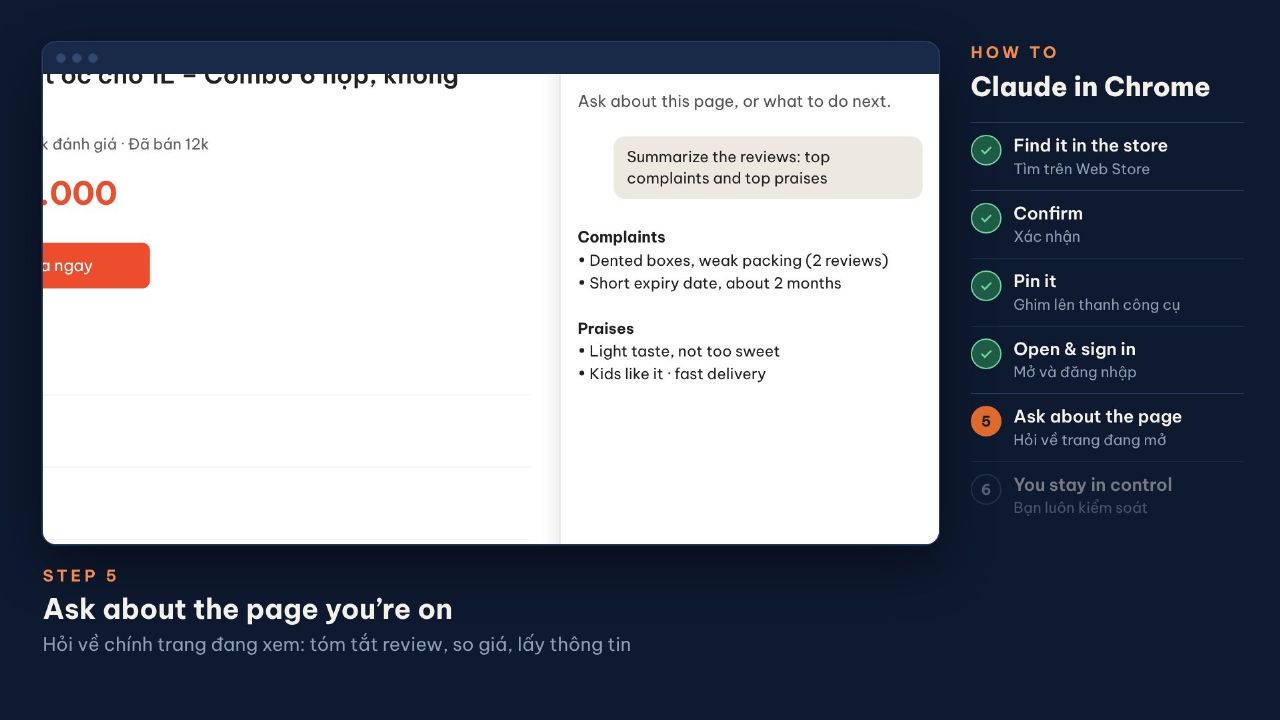 t óc chó 1L – Combo 6 hộp, không
k đánh giá · Đã bán 12k
.000
a ngay
Ask about this page, or what to do next.
Summarize the reviews: top
complaints and top praises
Complaints
• Dented boxes, weak packing (2 reviews)
• Short expiry date, about 2 months
Praises
• Light taste, not too sweet
• Kids like it · fast delivery
HOW TO
Claude in Chrome
Find it in the store
Tìm trên Web Store
Confirm
Xác nhận
Pin it
Ghim lên thanh công cụ
Open & sign in
Mở và đăng nhập
5
Ask about the page
Hỏi về trang đang mở
6
You stay in control
Bạn luôn kiểm soát
STEP 5
Ask about the page you’re on
Hỏi về chính trang đang xem: tóm tắt review, so giá, lấy thông tin